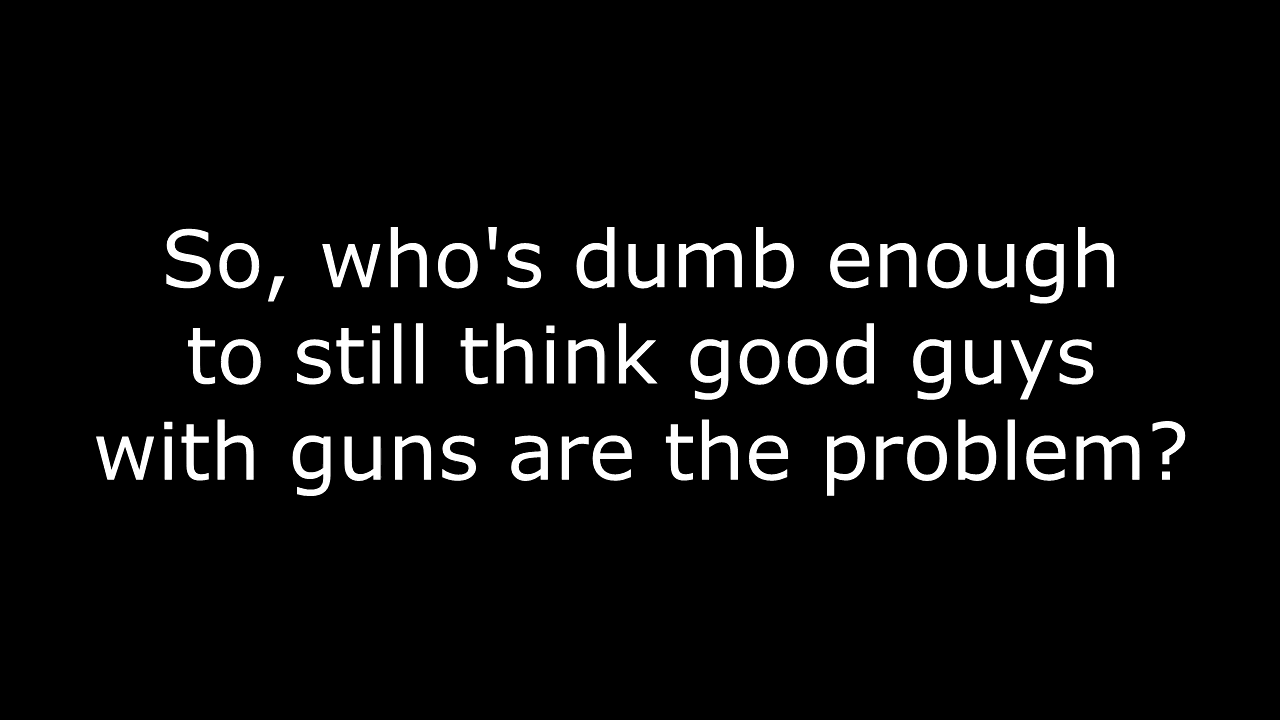 So, who's dumb enough
to still think good guys
with guns are the problem?